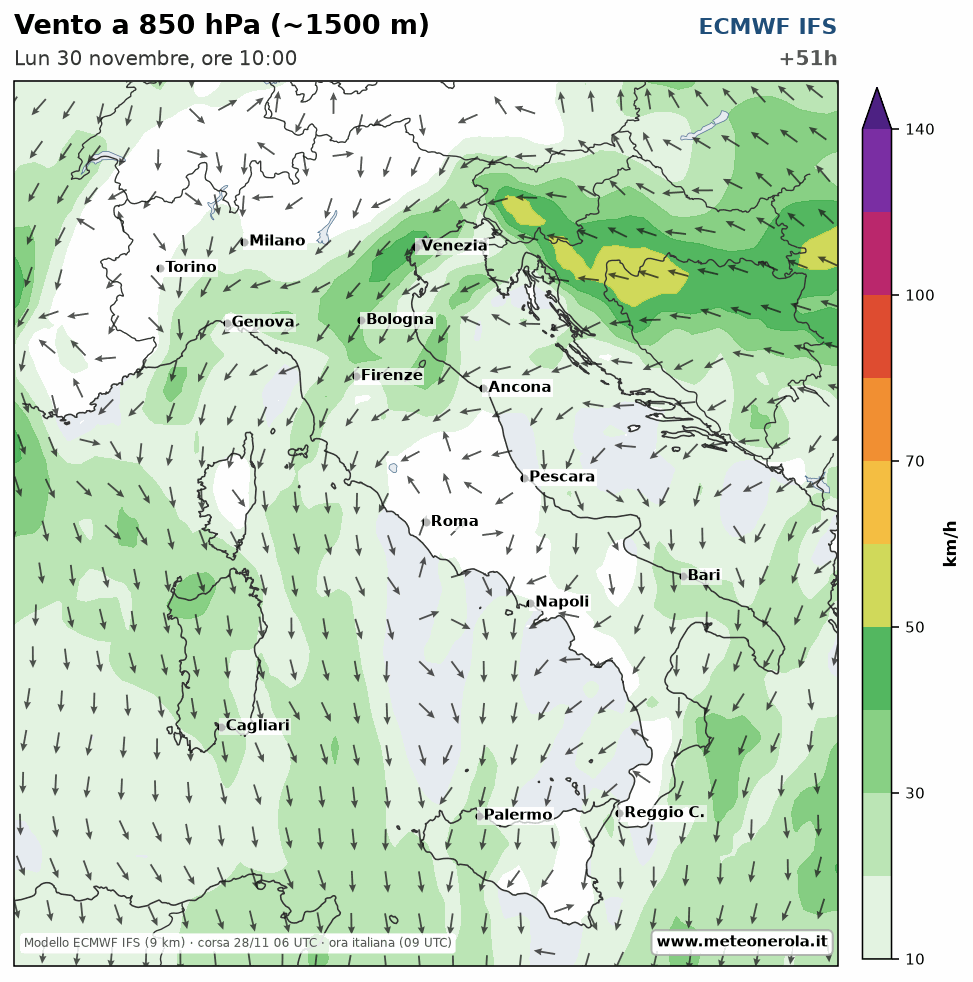 Vento a 850 hPa (~1500 m)
ECMWF IFS
Lun 30 novembre, ore 10:00
+51h
Milano
Venezia
Torino
Genova
Bologna
Firenze
Ancona
Pescara
Roma
Bari
Napoli
Cagliari
Palermo
Reggio C.
140
100
70
50
30
10
km/h
Modello ECMWF IFS (9 km) · corsa 28/11 06 UTC · ora italiana (09 UTC)
www.meteonerola.it